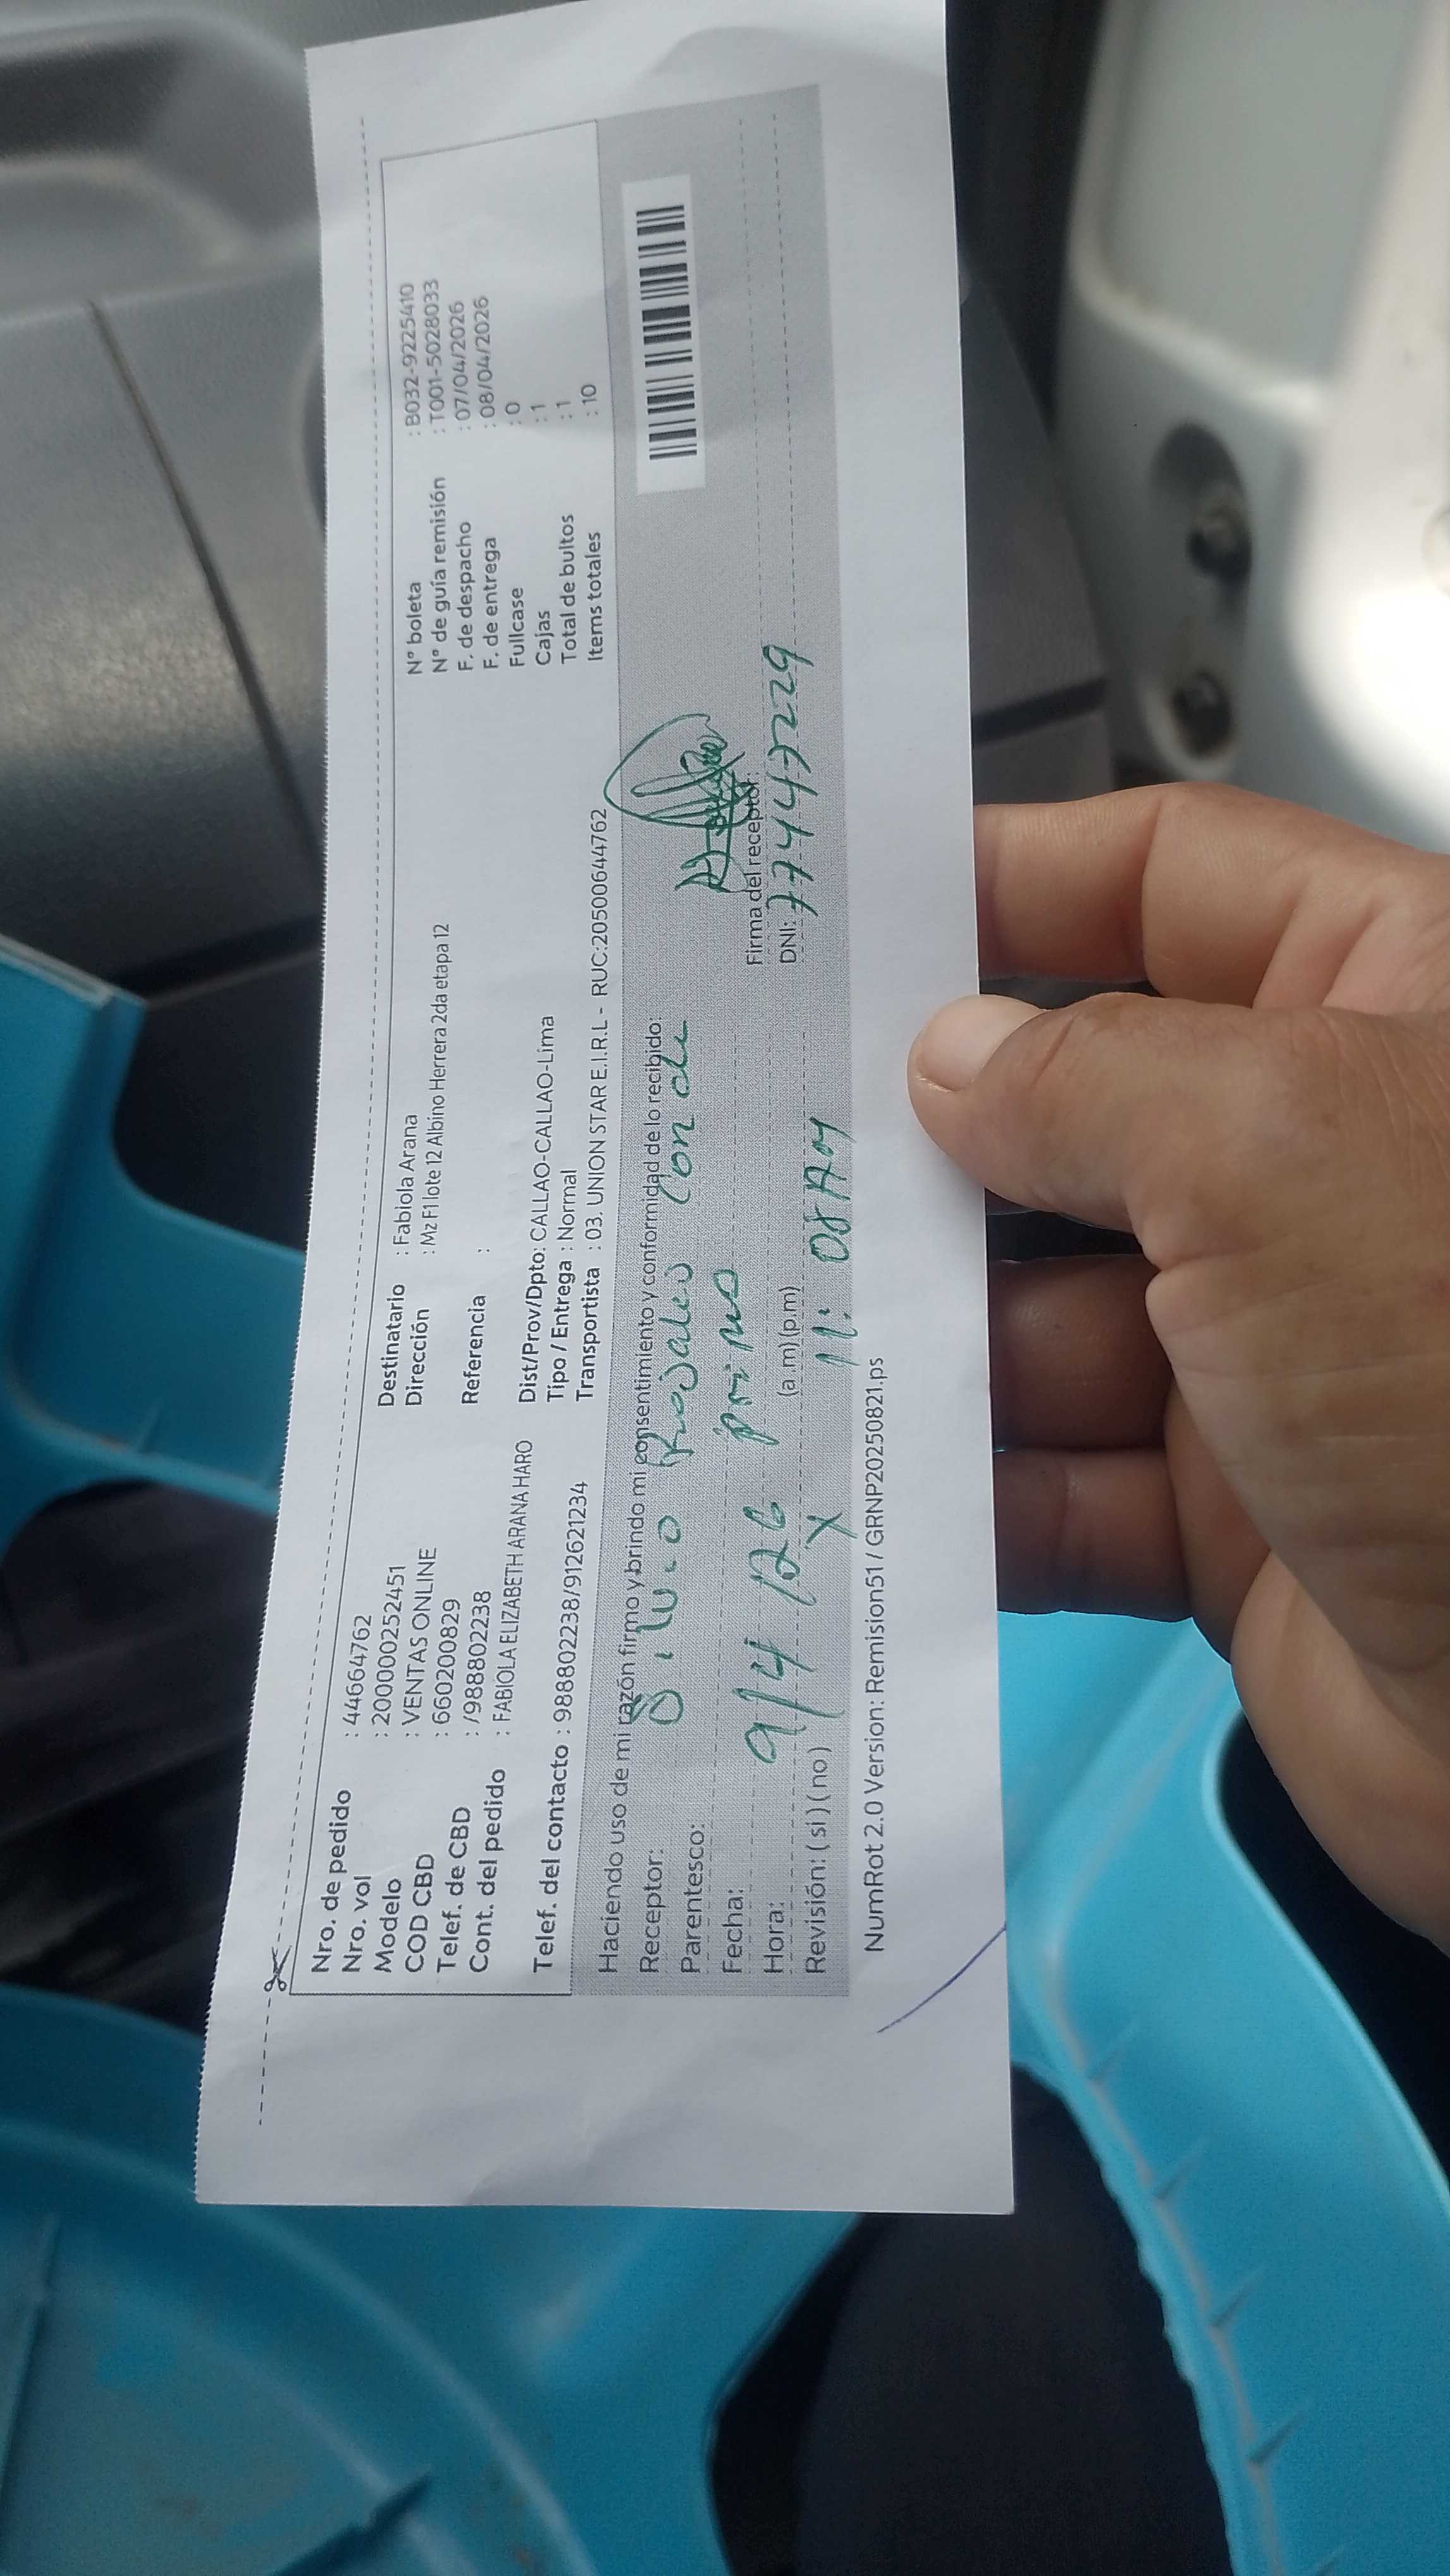 Nro. de pedido : 44664762
Nro. vol : 200000252451
Modelo : VENTAS ONLINE
COD CBD : 660200829
Telef. de CBD : /988802238
Cont. del pedido : FABIOLA ELIZABETH ARANA HARO
Telef. del contacto : 988802238/912621234
Destinatario : Fabiola Arana
Dirección : Mz F1 lote 12 Albino Herrera 2da etapa 12
Referencia :
Dist/Prov/Dpto: CALLAO-CALLAO-Lima
Tipo / Entrega : Normal
Transportista : 03. UNION STAR E.I.R.L - RUC:20500644762
N° boleta : B032-9225410
N° de guía remisión : T001-5028033
F. de despacho : 07/04/2026
F. de entrega : 08/04/2026
Fullcase : 0
Cajas : 1
Total de bultos : 1
Items totales : 10
Haciendo uso de mi razón firmo y brindo mi consentimiento y conformidad de lo recibido:
Receptor: Conde
Parentesco: primo
Fecha: 9/4/26
Hora: (a.m)(p.m) 11:08 AM
Revisión: (si)(no) X
Firma del receptor:
DNI: 77447229
NumRot 2.0 Version: Remision51 / GRNP20250821.ps